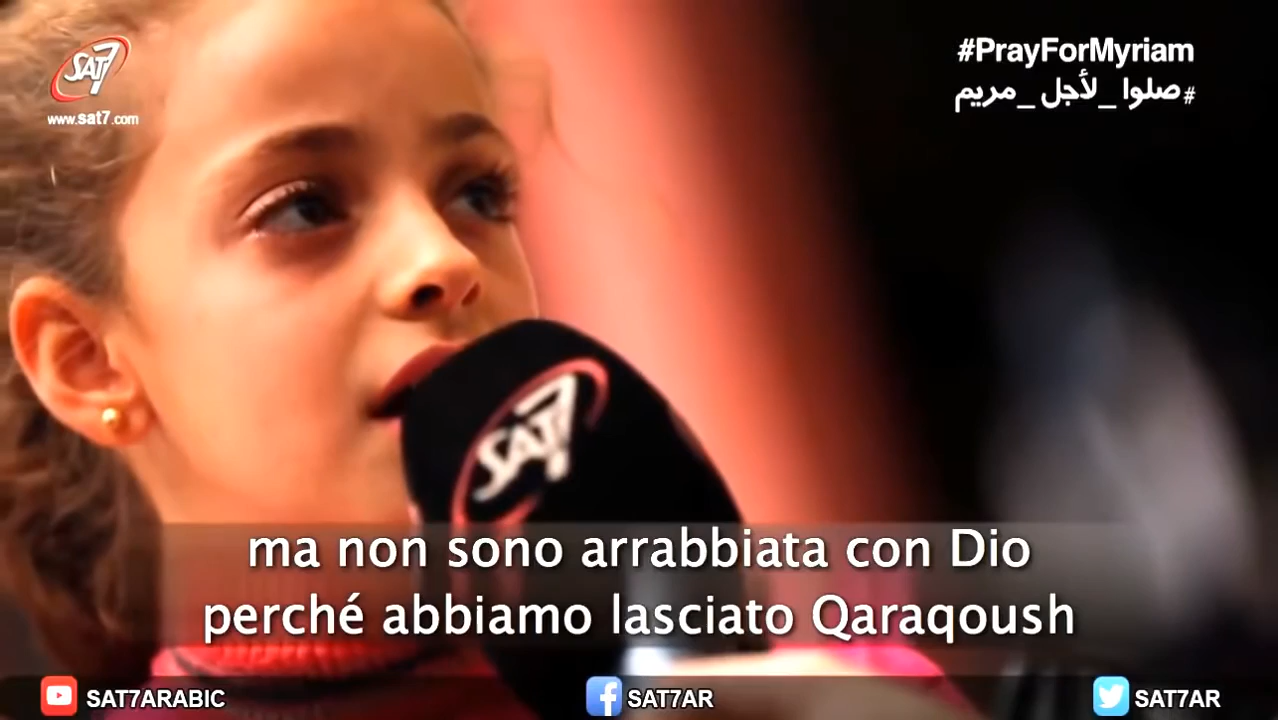 SAT7
www.sat7.com
#PrayForMyriam
#صلوا_لأجل_مريم
SAT7
ma non sono arrabbiata con Dio
perché abbiamo lasciato Qaraqoush
SAT7ARABIC
SAT7AR
SAT7AR